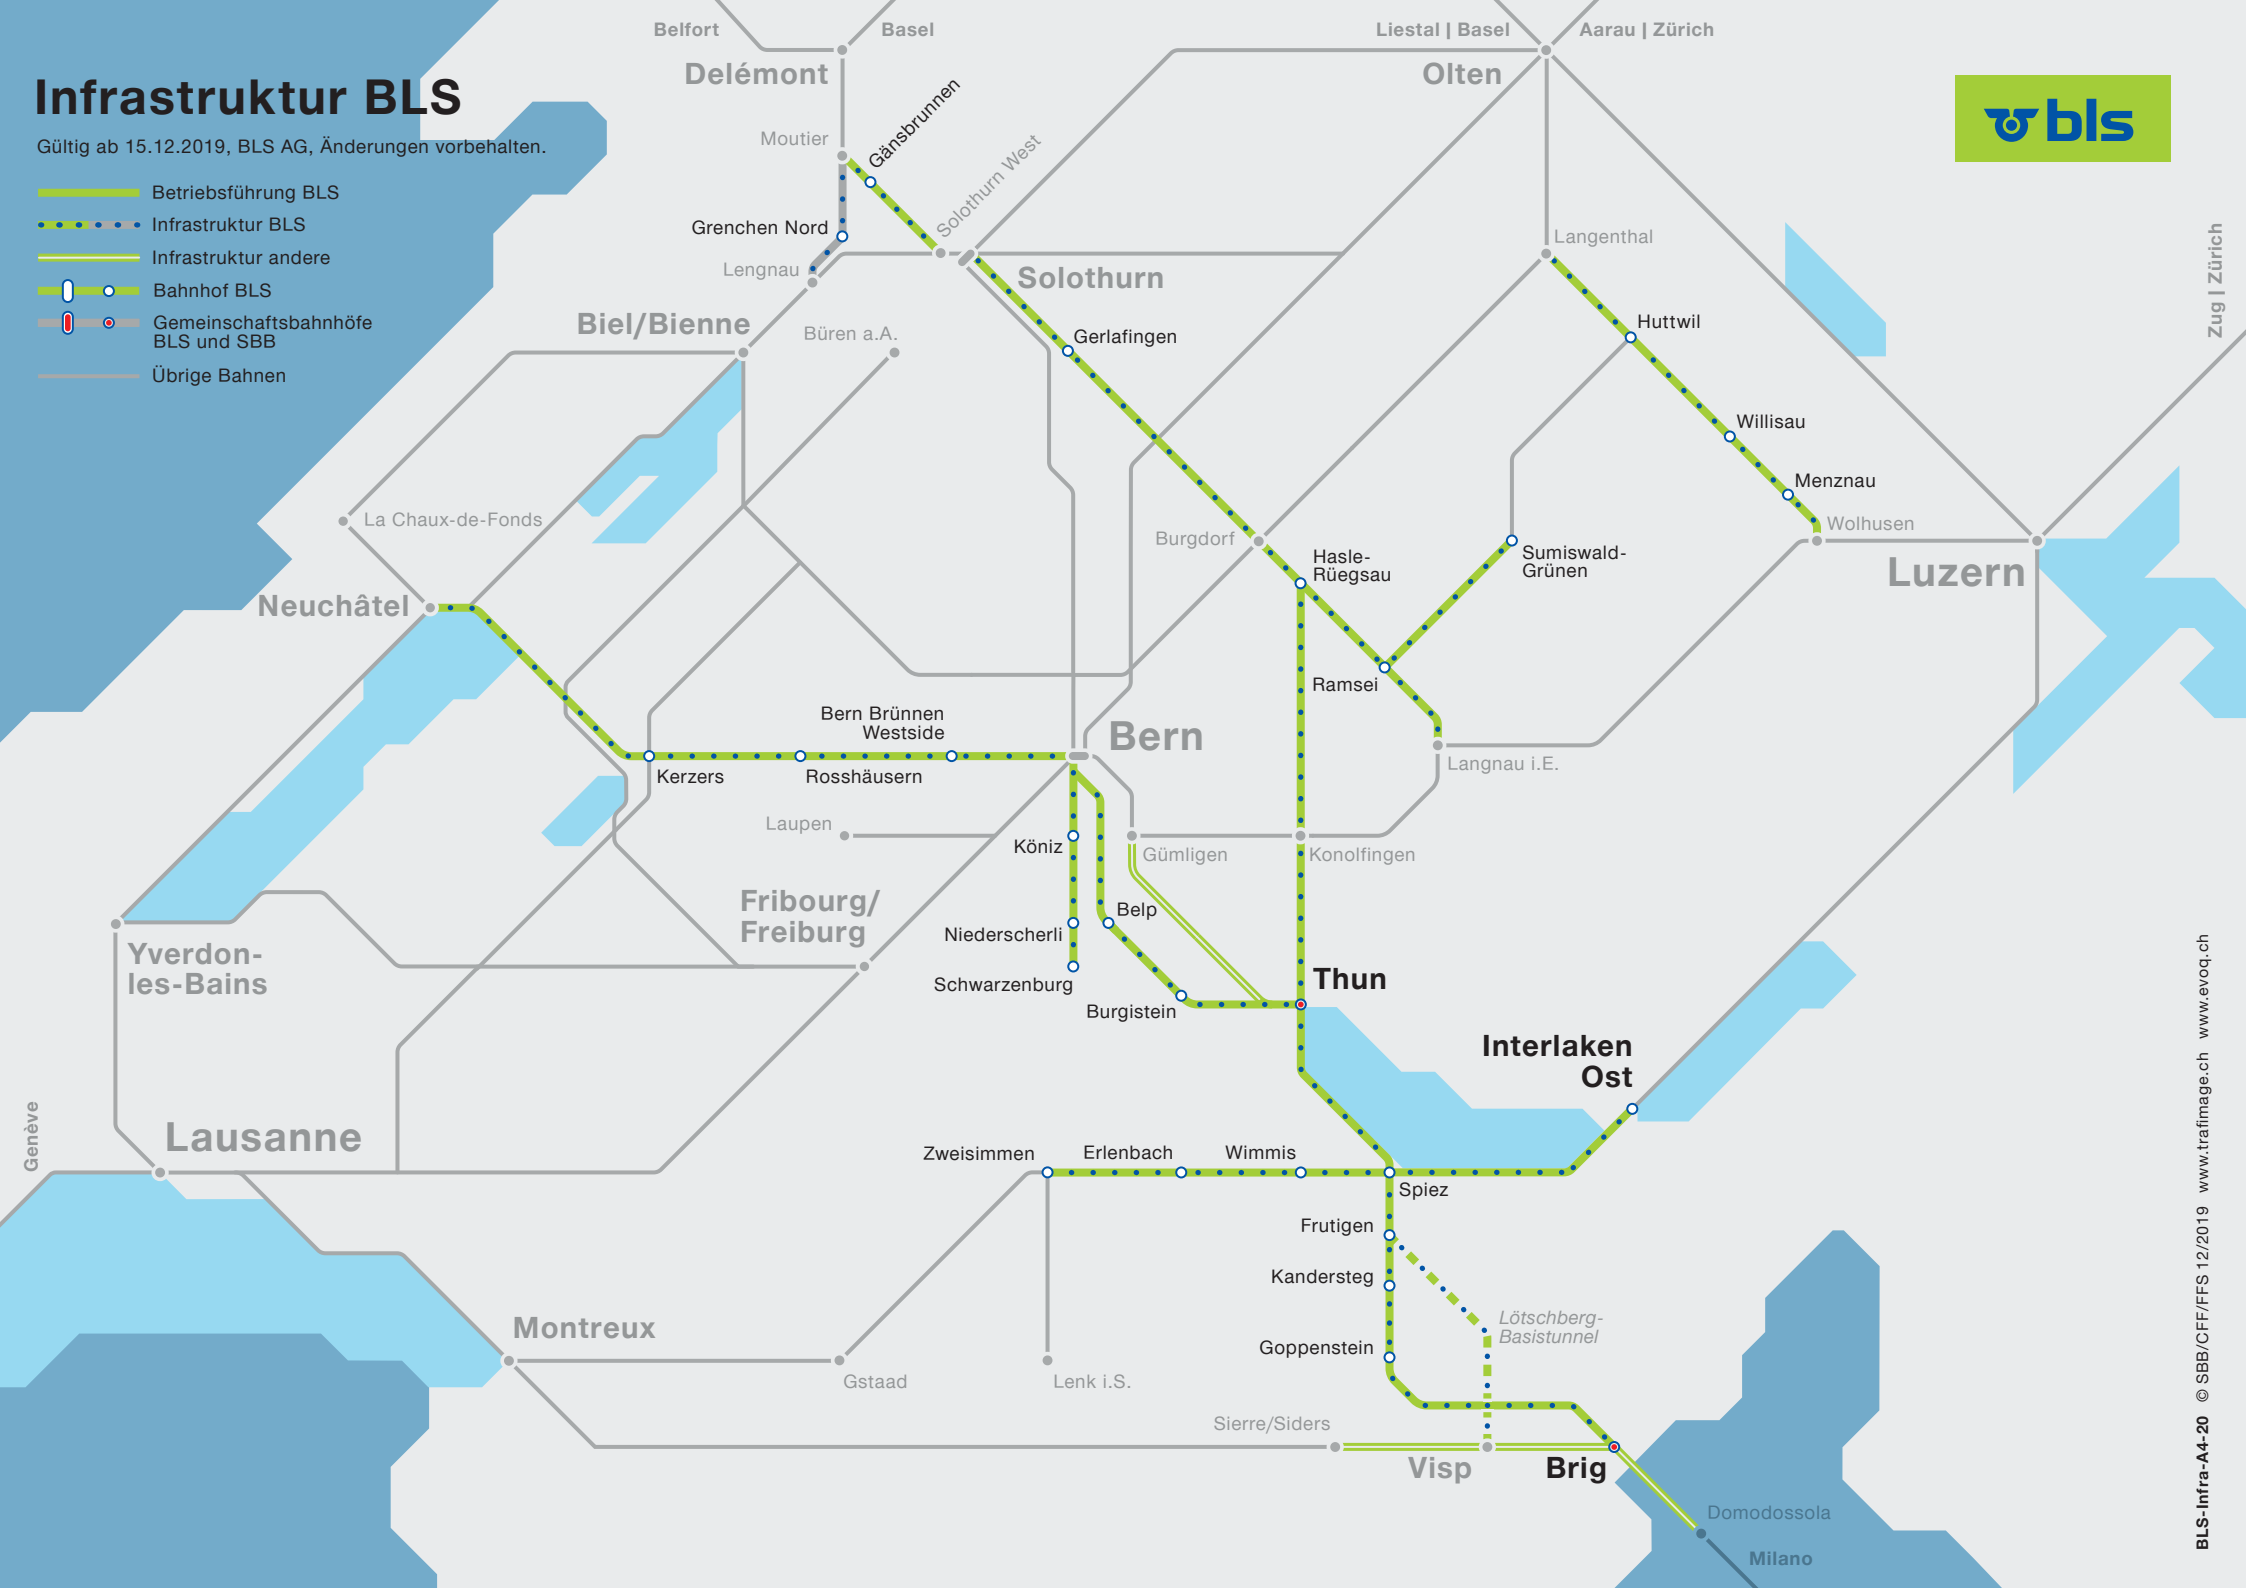 Infrastruktur BLS
Gültig ab 15.12.2019, BLS AG, Änderungen vorbehalten.
Betriebsführung BLS
Infrastruktur BLS
Infrastruktur andere
Bahnhof BLS
Gemeinschaftsbahnhöfe
BLS und SBB
Übrige Bahnen
bls
Belfort
Basel
Delémont
Liestal | Basel
Aarau | Zürich
Olten
Moutier
Gänsbrunnen
Solothurn West
Grenchen Nord
Lengnau
Solothurn
Langenthal
Zug | Zürich
Biel/Bienne
Büren a.A.
Gerlafingen
Huttwil
Willisau
Menznau
Wolhusen
La Chaux-de-Fonds
Burgdorf
Hasle-
Rüegsau
Sumiswald-
Grünen
Luzern
Neuchâtel
Ramsei
Bern Brünnen
Westside
Bern
Kerzers
Rosshäusern
Langnau i.E.
Laupen
Köniz
Gümligen
Konolfingen
Fribourg/
Freiburg
Belp
Niederscherli
Schwarzenburg
Yverdon-
les-Bains
Thun
Burgistein
Interlaken
Ost
Genève
Lausanne
Zweisimmen
Erlenbach
Wimmis
Spiez
Frutigen
Kandersteg
Lötschberg-
Basistunnel
Goppenstein
Montreux
Gstaad
Lenk i.S.
Sierre/Siders
Visp
Brig
Domodossola
Milano
BLS-Infra-A4-20 © SBB/CFF/FFS 12/2019 www.trafimage.ch www.evoq.ch